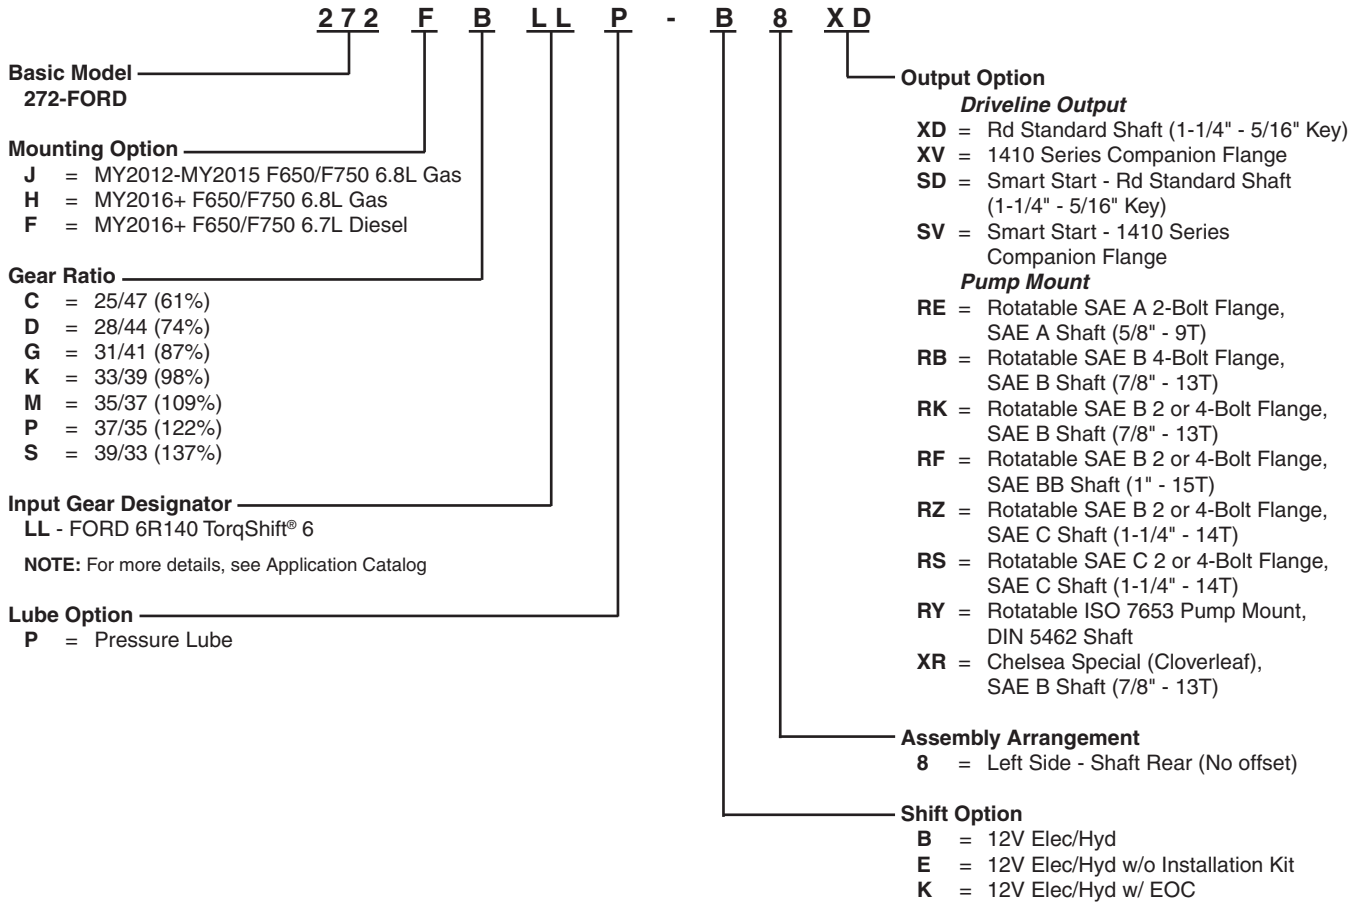 272 F B LL P - B 8 XD
Basic Model
272-FORD
Mounting Option
J = MY2012-MY2015 F650/F750 6.8L Gas
H = MY2016+ F650/F750 6.8L Gas
F = MY2016+ F650/F750 6.7L Diesel
Gear Ratio
C = 25/47 (61%)
D = 28/44 (74%)
G = 31/41 (87%)
K = 33/39 (98%)
M = 35/37 (109%)
P = 37/35 (122%)
S = 39/33 (137%)
Input Gear Designator
LL - FORD 6R140 TorqShift® 6
NOTE: For more details, see Application Catalog
Lube Option
P = Pressure Lube
Output Option
Driveline Output
XD = Rd Standard Shaft (1-1/4" - 5/16" Key)
XV = 1410 Series Companion Flange
SD = Smart Start - Rd Standard Shaft
(1-1/4" - 5/16" Key)
SV = Smart Start - 1410 Series
Companion Flange
Pump Mount
RE = Rotatable SAE A 2-Bolt Flange,
SAE A Shaft (5/8" - 9T)
RB = Rotatable SAE B 4-Bolt Flange,
SAE B Shaft (7/8" - 13T)
RK = Rotatable SAE B 2 or 4-Bolt Flange,
SAE B Shaft (7/8" - 13T)
RF = Rotatable SAE B 2 or 4-Bolt Flange,
SAE BB Shaft (1" - 15T)
RZ = Rotatable SAE B 2 or 4-Bolt Flange,
SAE C Shaft (1-1/4" - 14T)
RS = Rotatable SAE C 2 or 4-Bolt Flange,
SAE C Shaft (1-1/4" - 14T)
RY = Rotatable ISO 7653 Pump Mount,
DIN 5462 Shaft
XR = Chelsea Special (Cloverleaf),
SAE B Shaft (7/8" - 13T)
Assembly Arrangement
8 = Left Side - Shaft Rear (No offset)
Shift Option
B = 12V Elec/Hyd
E = 12V Elec/Hyd w/o Installation Kit
K = 12V Elec/Hyd w/ EOC